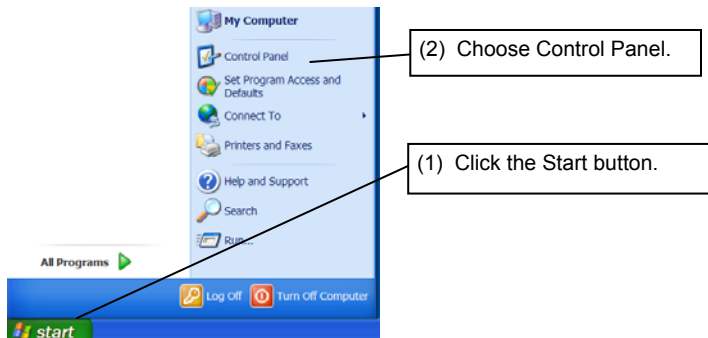 My Computer
Control Panel
Set Program Access and
Defaults
Connect To
Printers and Faxes
Help and Support
Search
Run...
All Programs
Log Off
Turn Off Computer
start
(2) Choose Control Panel.
(1) Click the Start button.